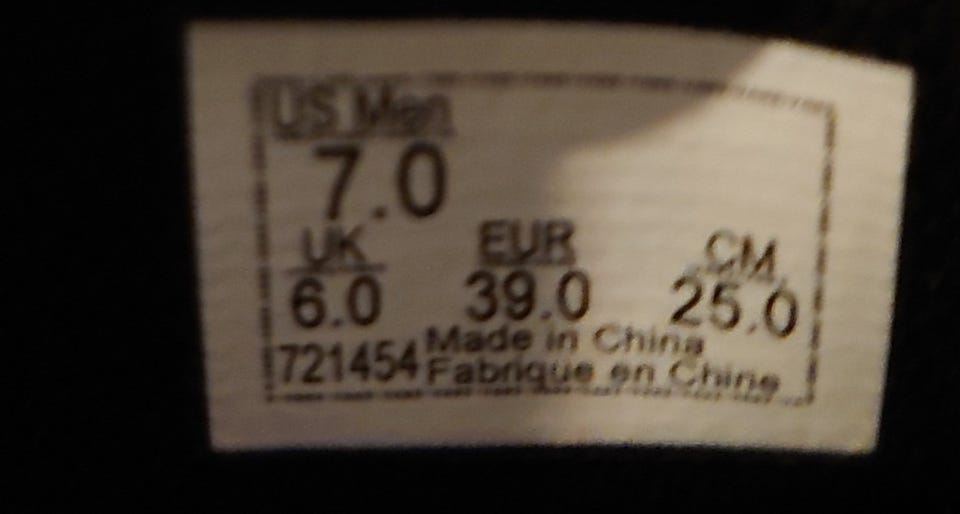 US Men
7.0
UK EUR CM
6.0 39.0 25.0
721454 Made in China
Fabrique en Chine